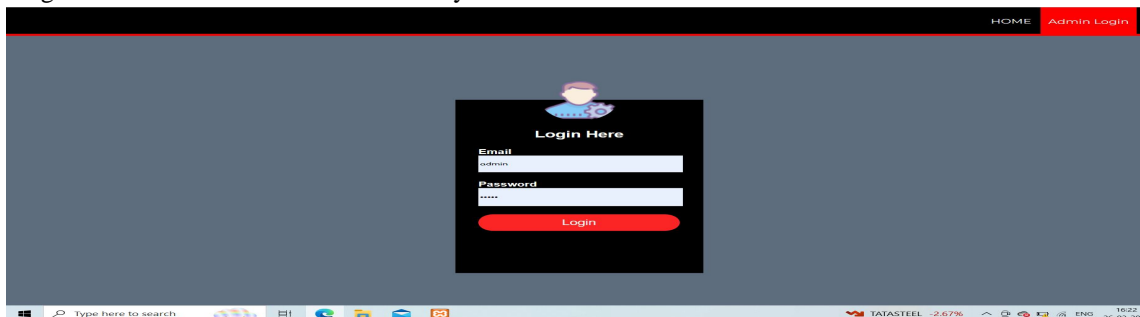 HOME Admin Login
Login Here
Email
admin
Password
•••••
Login
Type here to search TATASTEEL -2.67% ENG 16:22